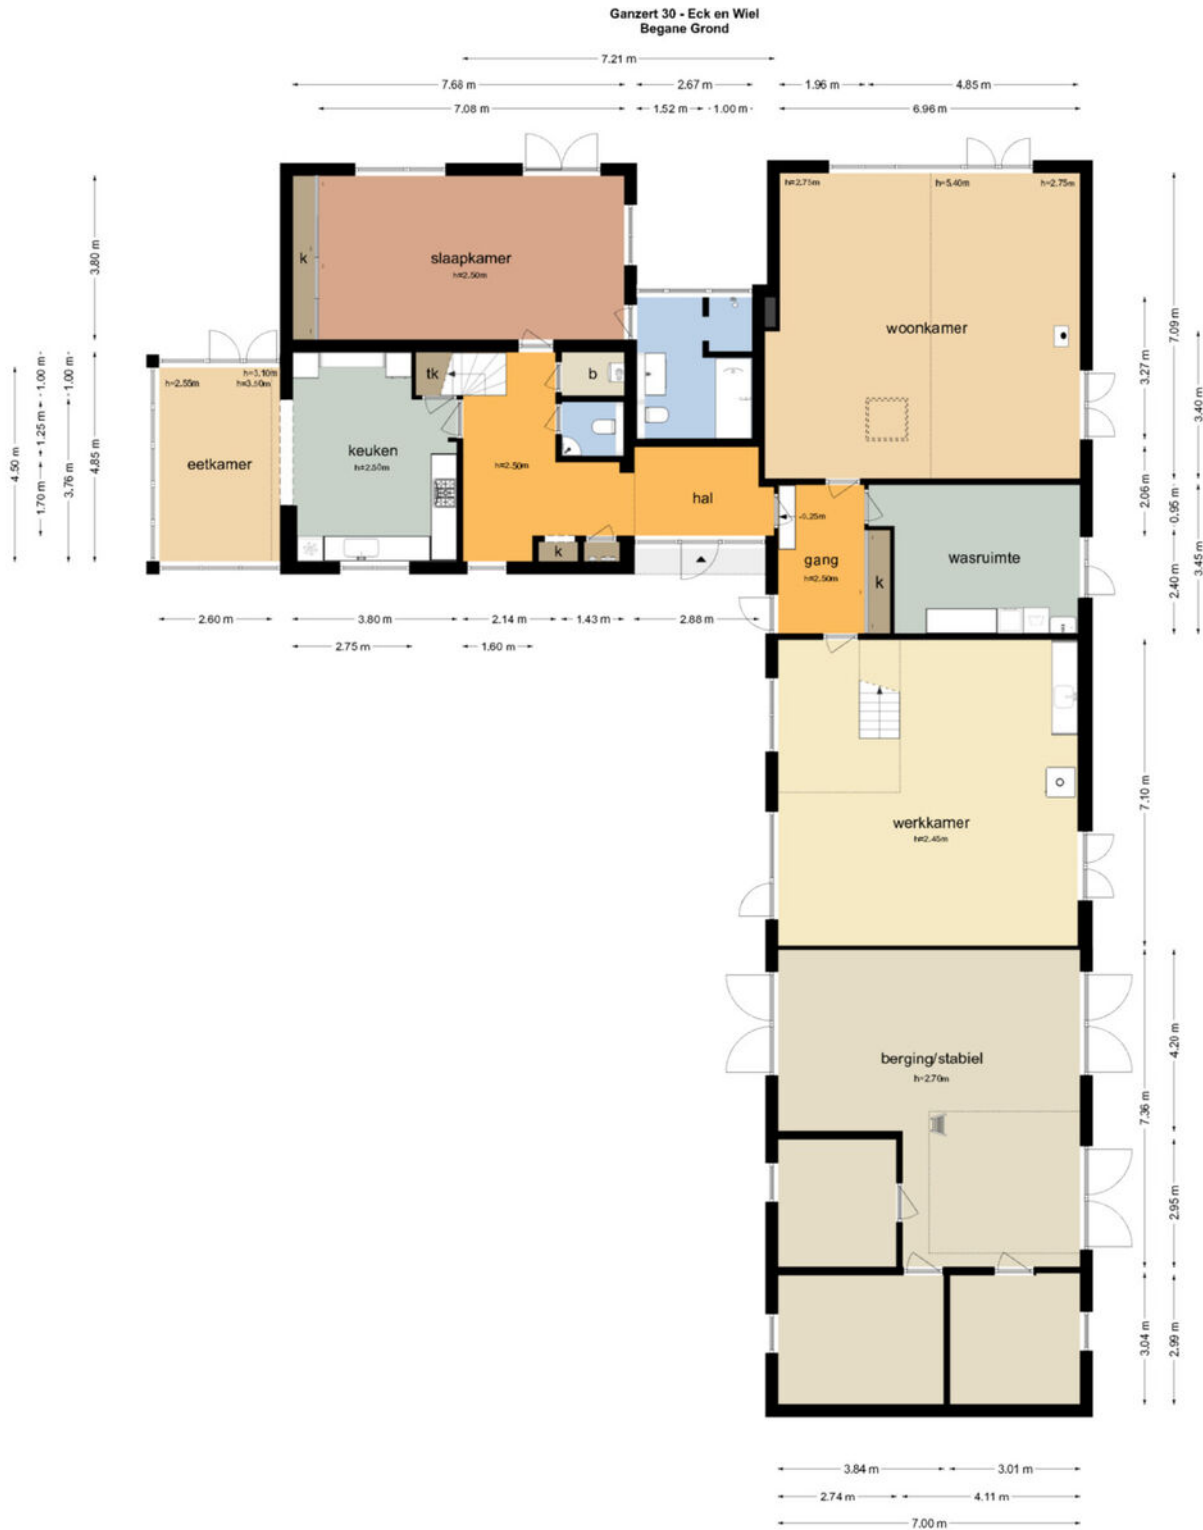 Ganzert 30 - Eck en Wiel
Begane Grond
7.21 m
7.68 m
2.67 m
1.96 m
4.85 m
7.08 m
1.52 m
1.00 m
6.96 m
h=2.75m
h=5.40m
h=2.75m
k
slaapkamer
h=2.50m
3.80 m
woonkamer
7.09 m
3.27 m
3.40 m
h=2.55m
h=3.10m
tk
b
1.00 m
1.00 m
4.50 m
1.25 m
1.70 m
3.76 m
4.85 m
eetkamer
keuken
h=2.50m
h=2.50m
hal
k
2.06 m
0.95 m
2.40 m
3.45 m
gang
h=2.50m
k
wasruimte
2.60 m
3.80 m
2.14 m
1.43 m
2.88 m
2.75 m
1.60 m
werkkamer
7.10 m
berging/stabiel
h=2.70m
4.20 m
7.36 m
2.95 m
3.04 m
2.99 m
3.84 m
3.01 m
2.74 m
4.11 m
7.00 m